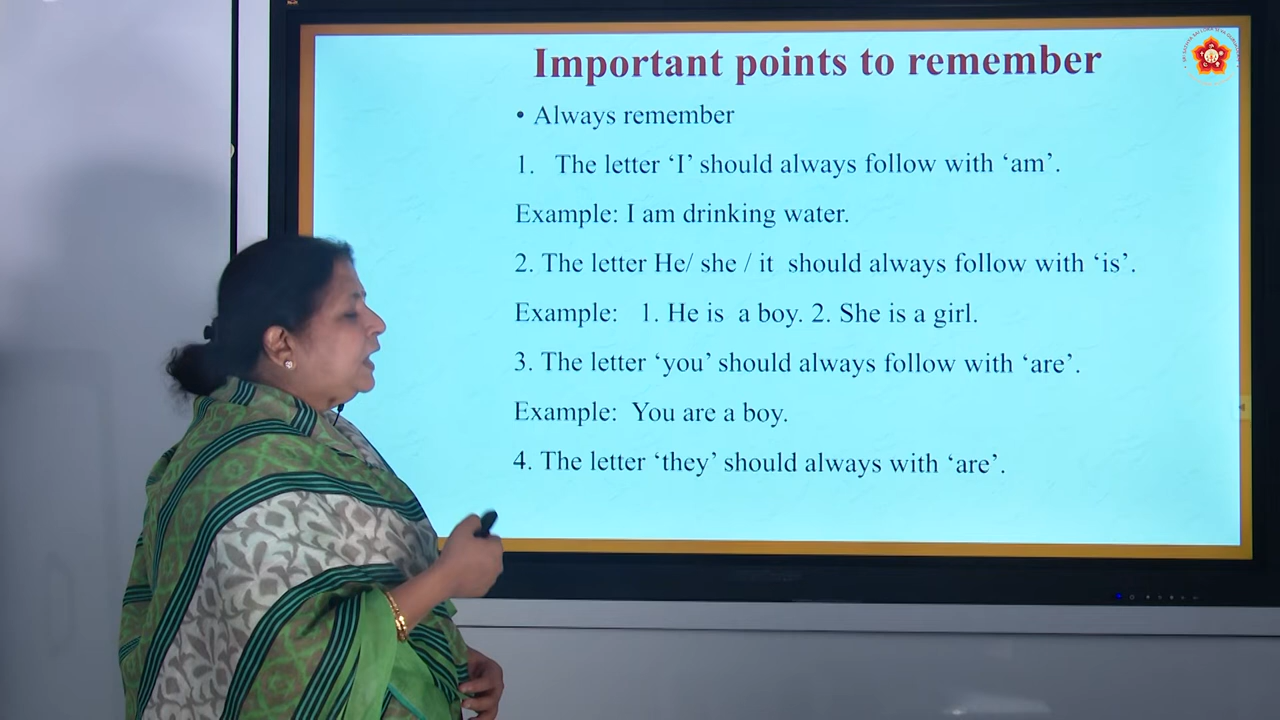 Important points to remember
• Always remember
1. The letter ‘I’ should always follow with ‘am’.
Example: I am drinking water.
2. The letter He/ she / it should always follow with ‘is’.
Example: 1. He is a boy. 2. She is a girl.
3. The letter ‘you’ should always follow with ‘are’.
Example: You are a boy.
4. The letter ‘they’ should always with ‘are’.